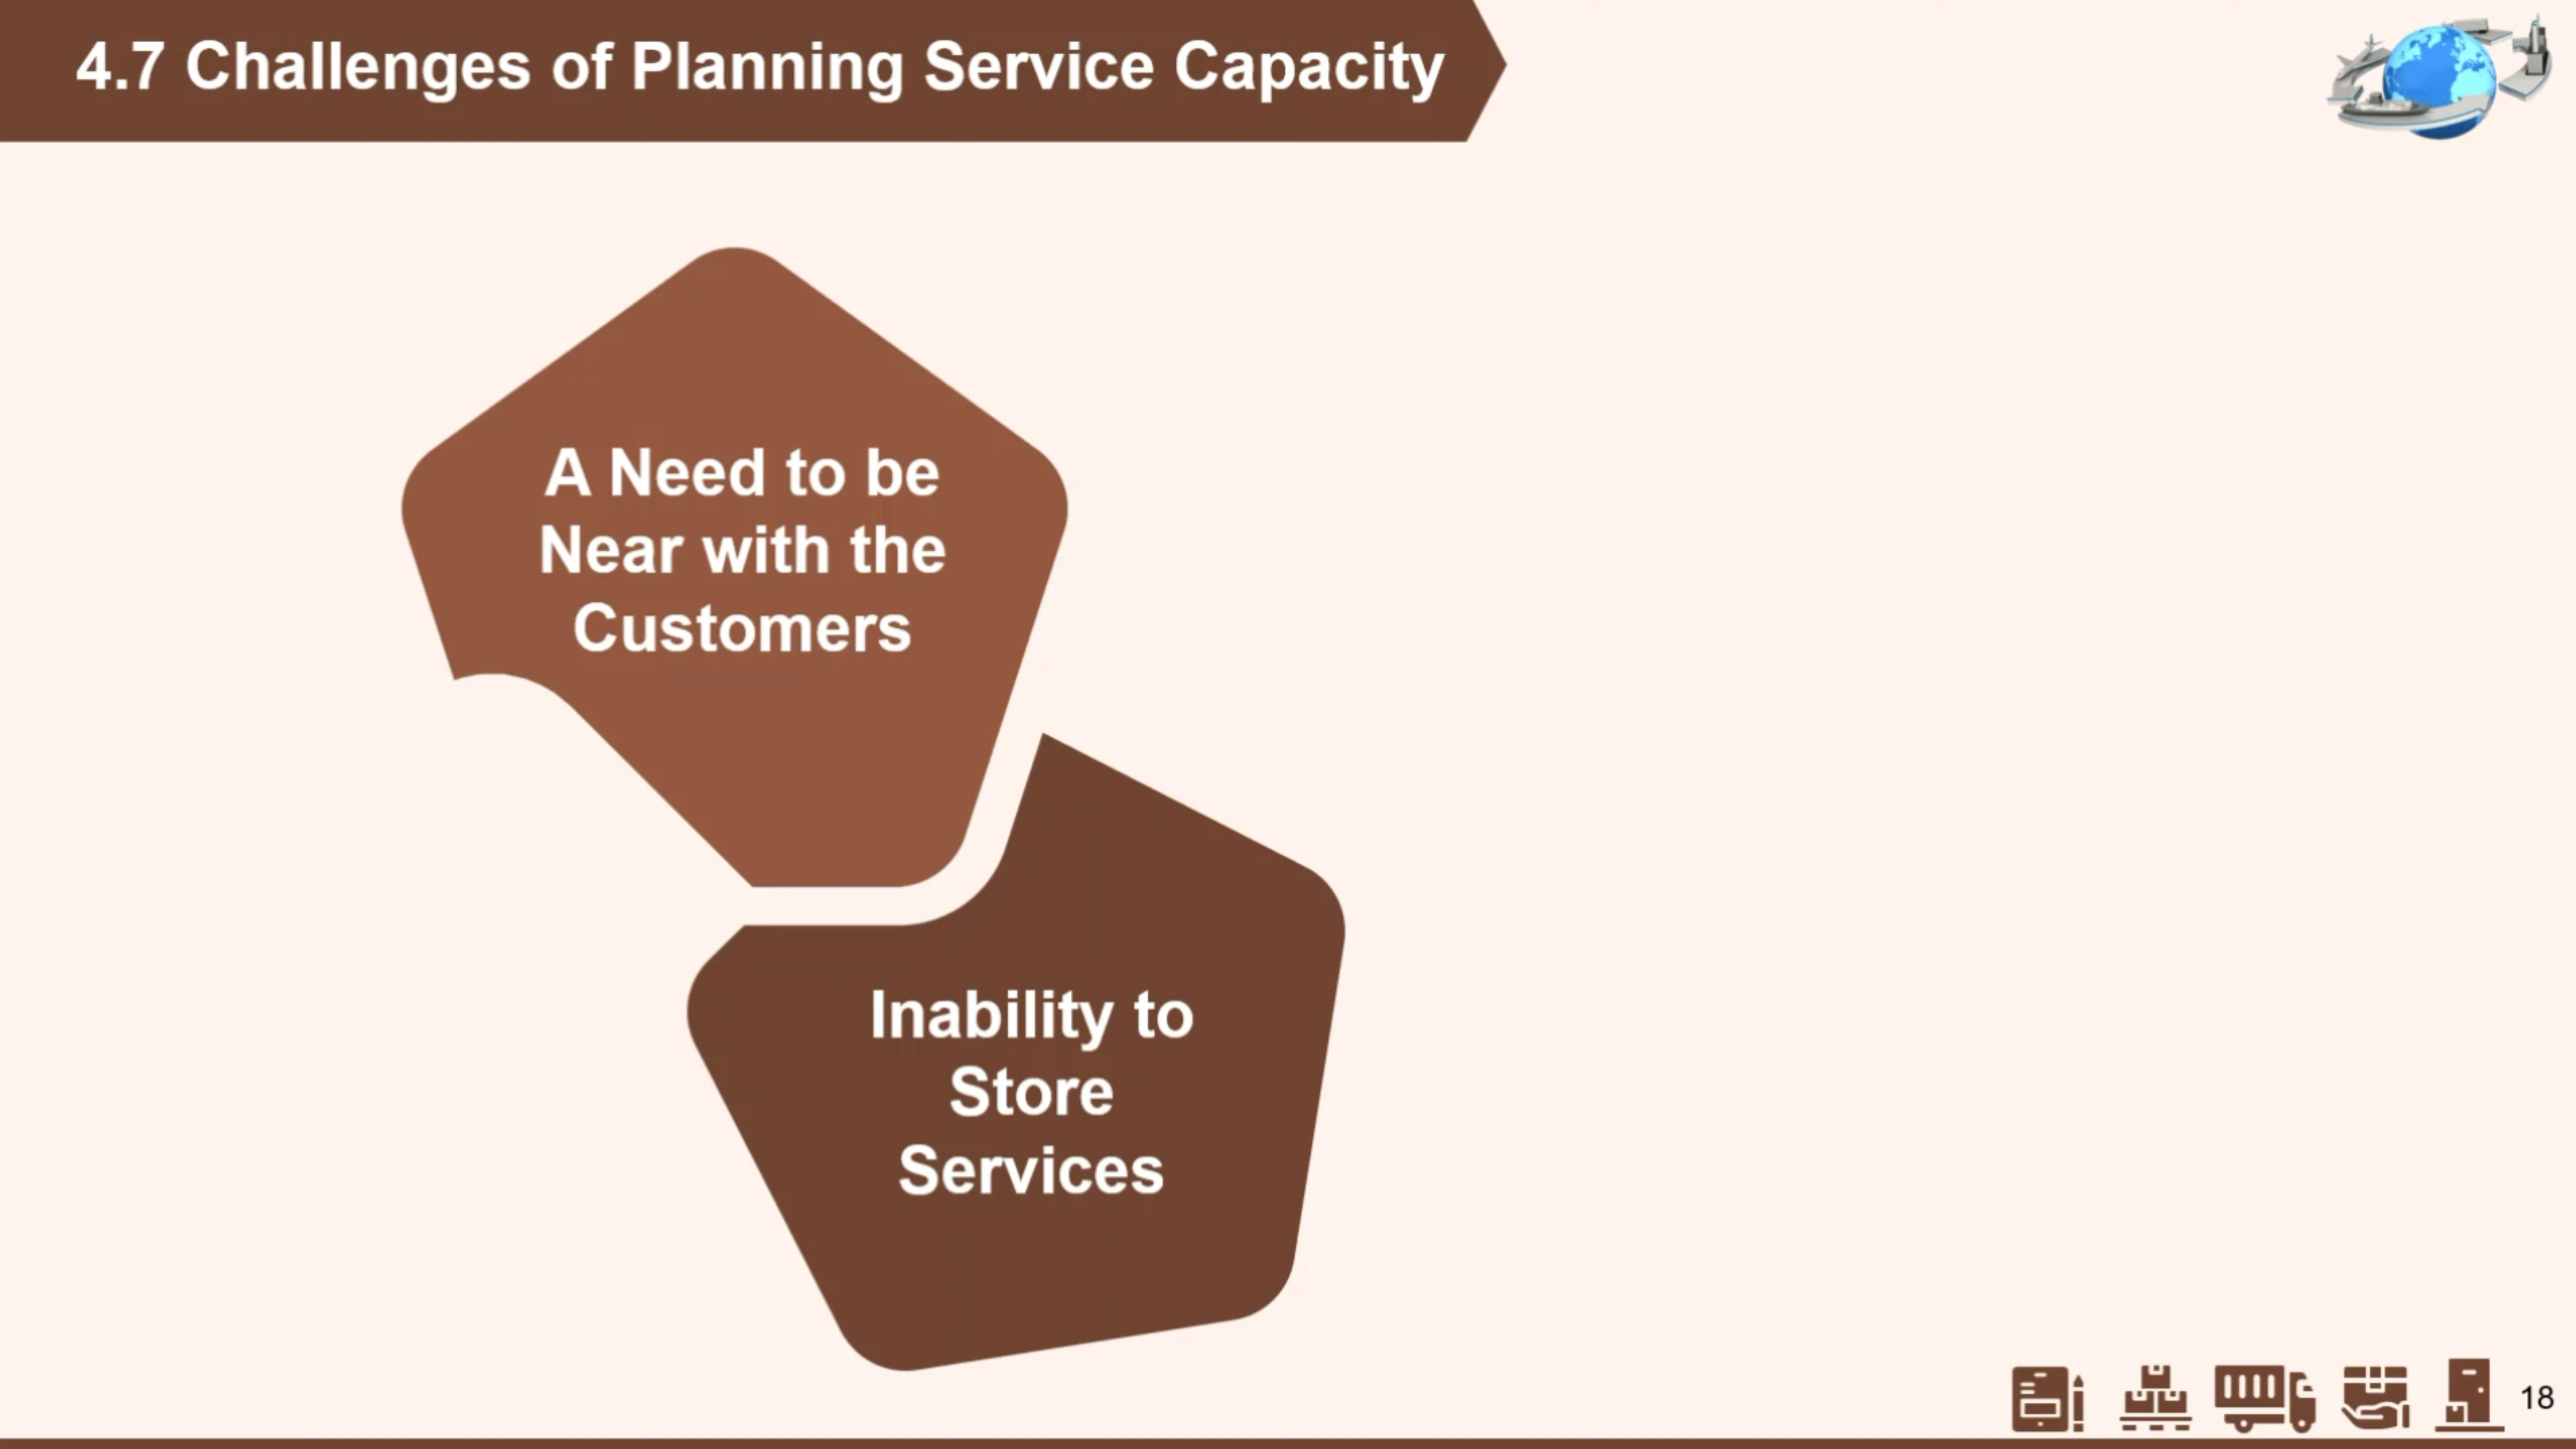 4.7 Challenges of Planning Service Capacity
A Need to be
Near with the
Customers
Inability to
Store
Services
18